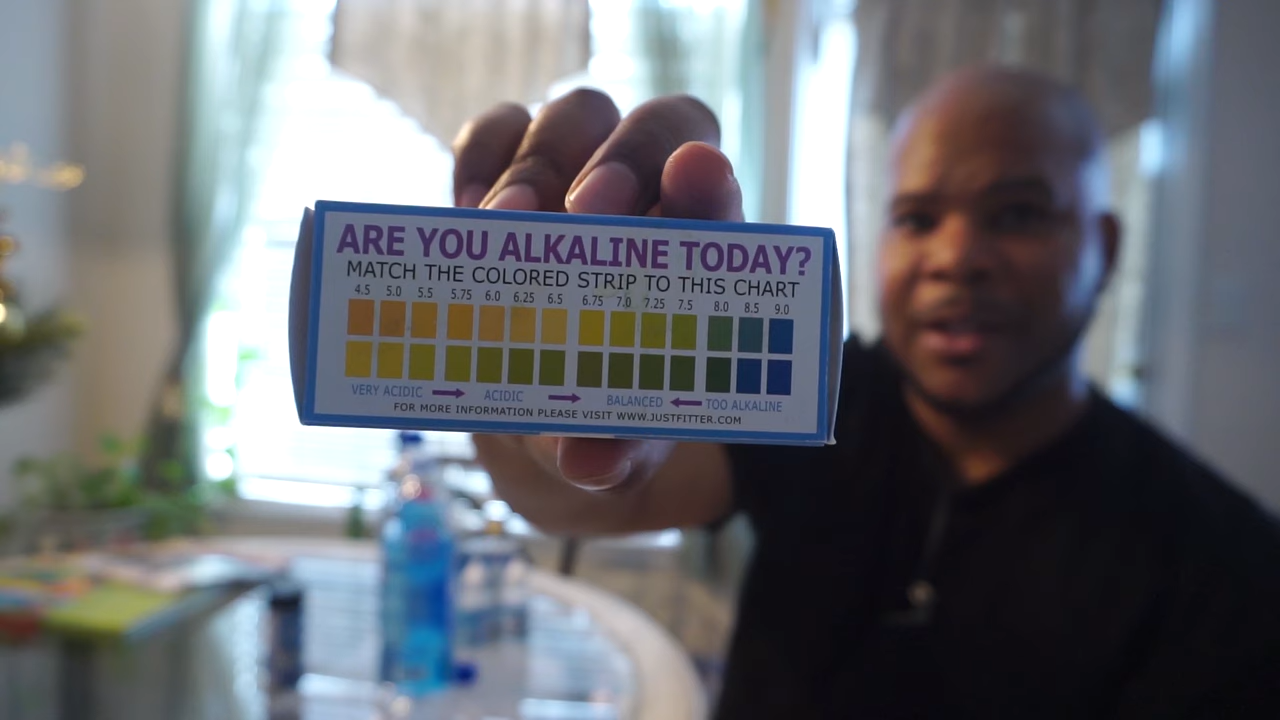 ARE YOU ALKALINE TODAY?
MATCH THE COLORED STRIP TO THIS CHART
4.5 5.0 5.5 5.75 6.0 6.25 6.5 6.75 7.0 7.25 7.5 8.0 8.5 9.0
VERY ACIDIC ACIDIC BALANCED TOO ALKALINE
FOR MORE INFORMATION PLEASE VISIT WWW.JUSTFITTER.COM